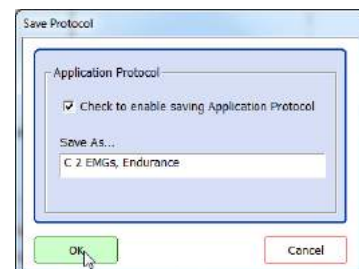 Save Protocol
Application Protocol
Check to enable saving Application Protocol
Save As...
C 2 EMGs, Endurance
OK
Cancel